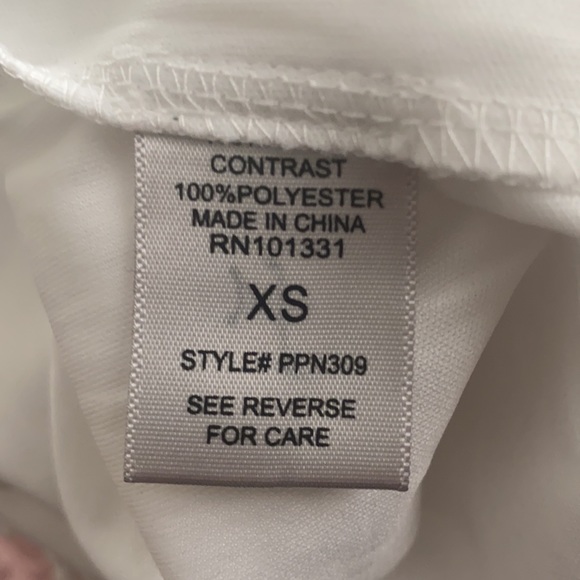 CONTRAST
100%POLYESTER
MADE IN CHINA
RN101331
XS
STYLE# PPN309
SEE REVERSE
FOR CARE